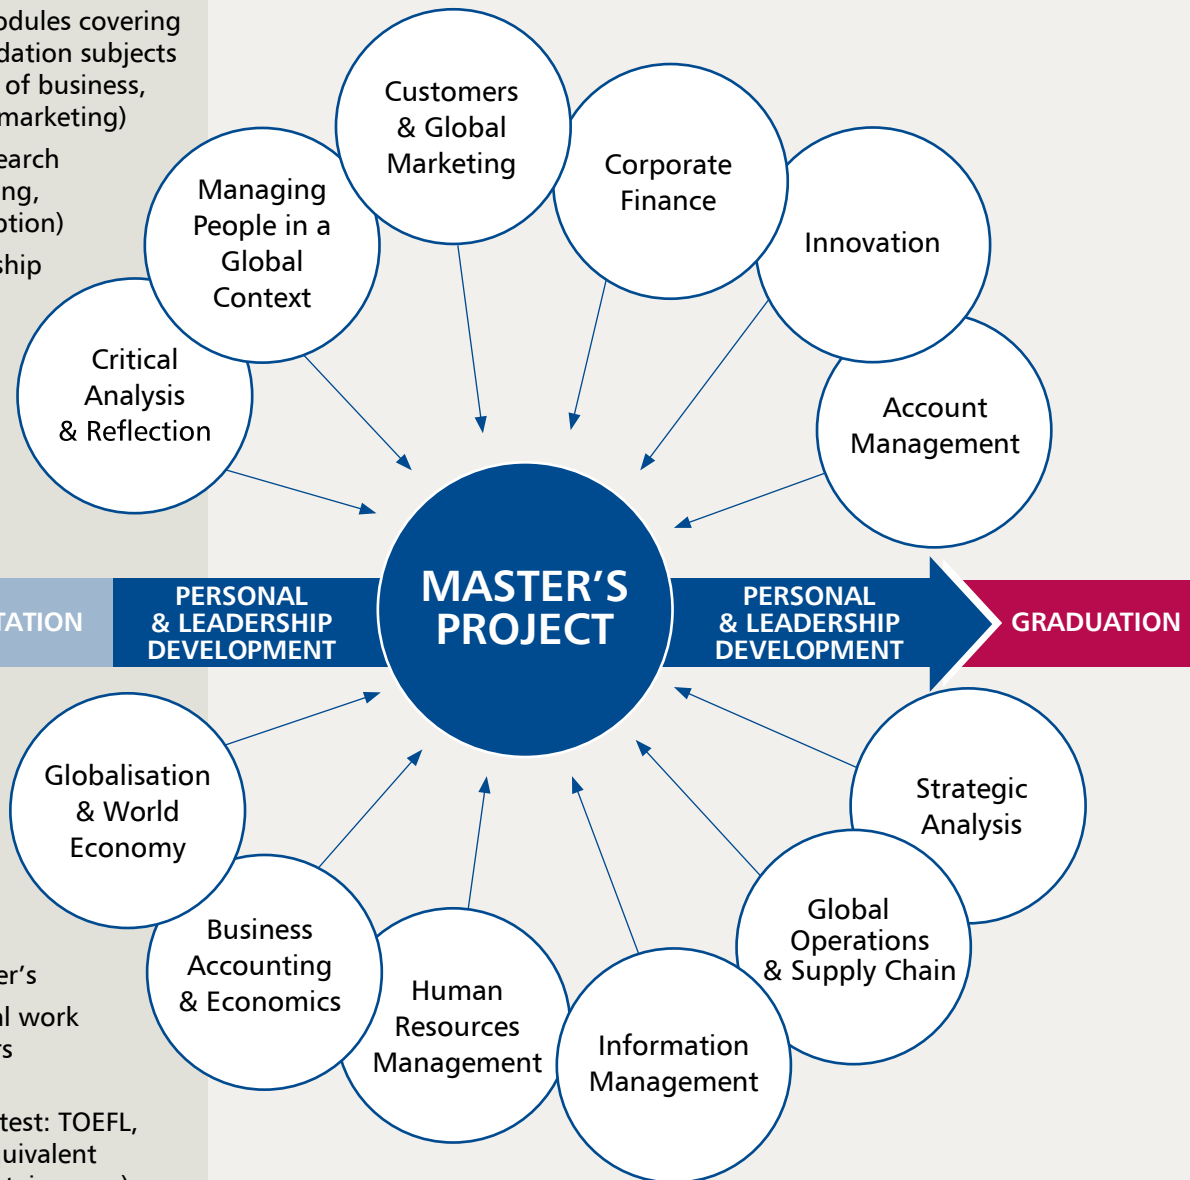 odules covering
dation subjects
of business,
marketing)
earch
ng,
ption)
ship
Customers
& Global
Marketing
Corporate
Finance
Managing
People in a
Global
Context
Innovation
Critical
Analysis
& Reflection
Account
Management
TATION
PERSONAL
& LEADERSHIP
DEVELOPMENT
MASTER'S
PROJECT
PERSONAL
& LEADERSHIP
DEVELOPMENT
GRADUATION
Globalisation
& World
Economy
Strategic
Analysis
Business
Accounting
& Economics
Global
Operations
& Supply Chain
Human
Resources
Management
Information
Management
er's
al work
rs
test: TOEFL,
quivalent